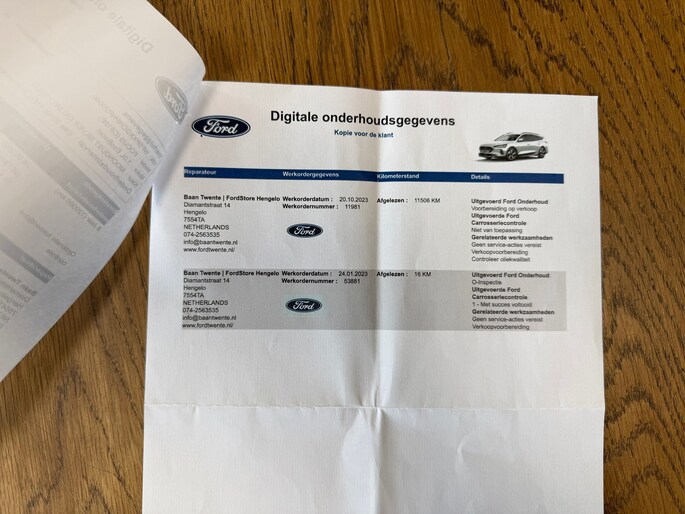 Digitale
Ford
Digitale onderhoudsgegevens
Kopie voor de klant
Reparateur Werkordergegevens Kilometerstand Details
Baan Twente | FordStore Hengelo Werkorderdatum : 20.10.2023 Afgelezen : 11506 KM Uitgevoerd Ford Onderhoud:
Diamantstraat 14 Werkordernummer : 11981 Voorbereiding op verkoop
Hengelo Uitgevoerde Ford
7554TA Carrosseriecontrole
NETHERLANDS Ford Niet van toepassing
074-2563535 Gerelateerde werkzaamheden
info@baantwente.nl Geen service-acties vereist
www.fordtwente.nl/ Verkoopvoorbereiding
Controleer oliekwaliteit
Baan Twente | FordStore Hengelo Werkorderdatum : 24.01.2023 Afgelezen : 16 KM Uitgevoerd Ford Onderhoud:
Diamantstraat 14 Werkordernummer : 53881 O-Inspectie
Hengelo Uitgevoerde Ford
7554TA Carrosseriecontrole
NETHERLANDS Ford 1 - Met succes voltooid
074-2563535 Gerelateerde werkzaamheden
info@baantwente.nl Geen service-acties vereist
www.fordtwente.nl/ Verkoopvoorbereiding